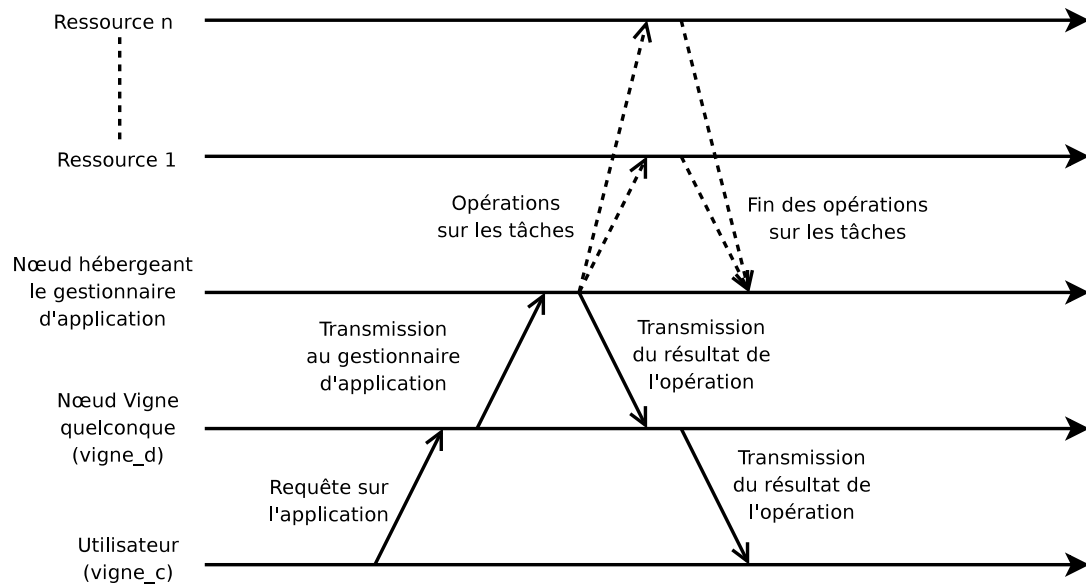 Ressource n
Ressource 1
Opérations
sur les tâches
Fin des opérations
sur les tâches
Nœud hébergeant
le gestionnaire
d'application
Transmission
au gestionnaire
d'application
Transmission
du résultat de
l'opération
Nœud Vigne
quelconque
(vigne_d)
Requête sur
l'application
Transmission
du résultat de
l'opération
Utilisateur
(vigne_c)